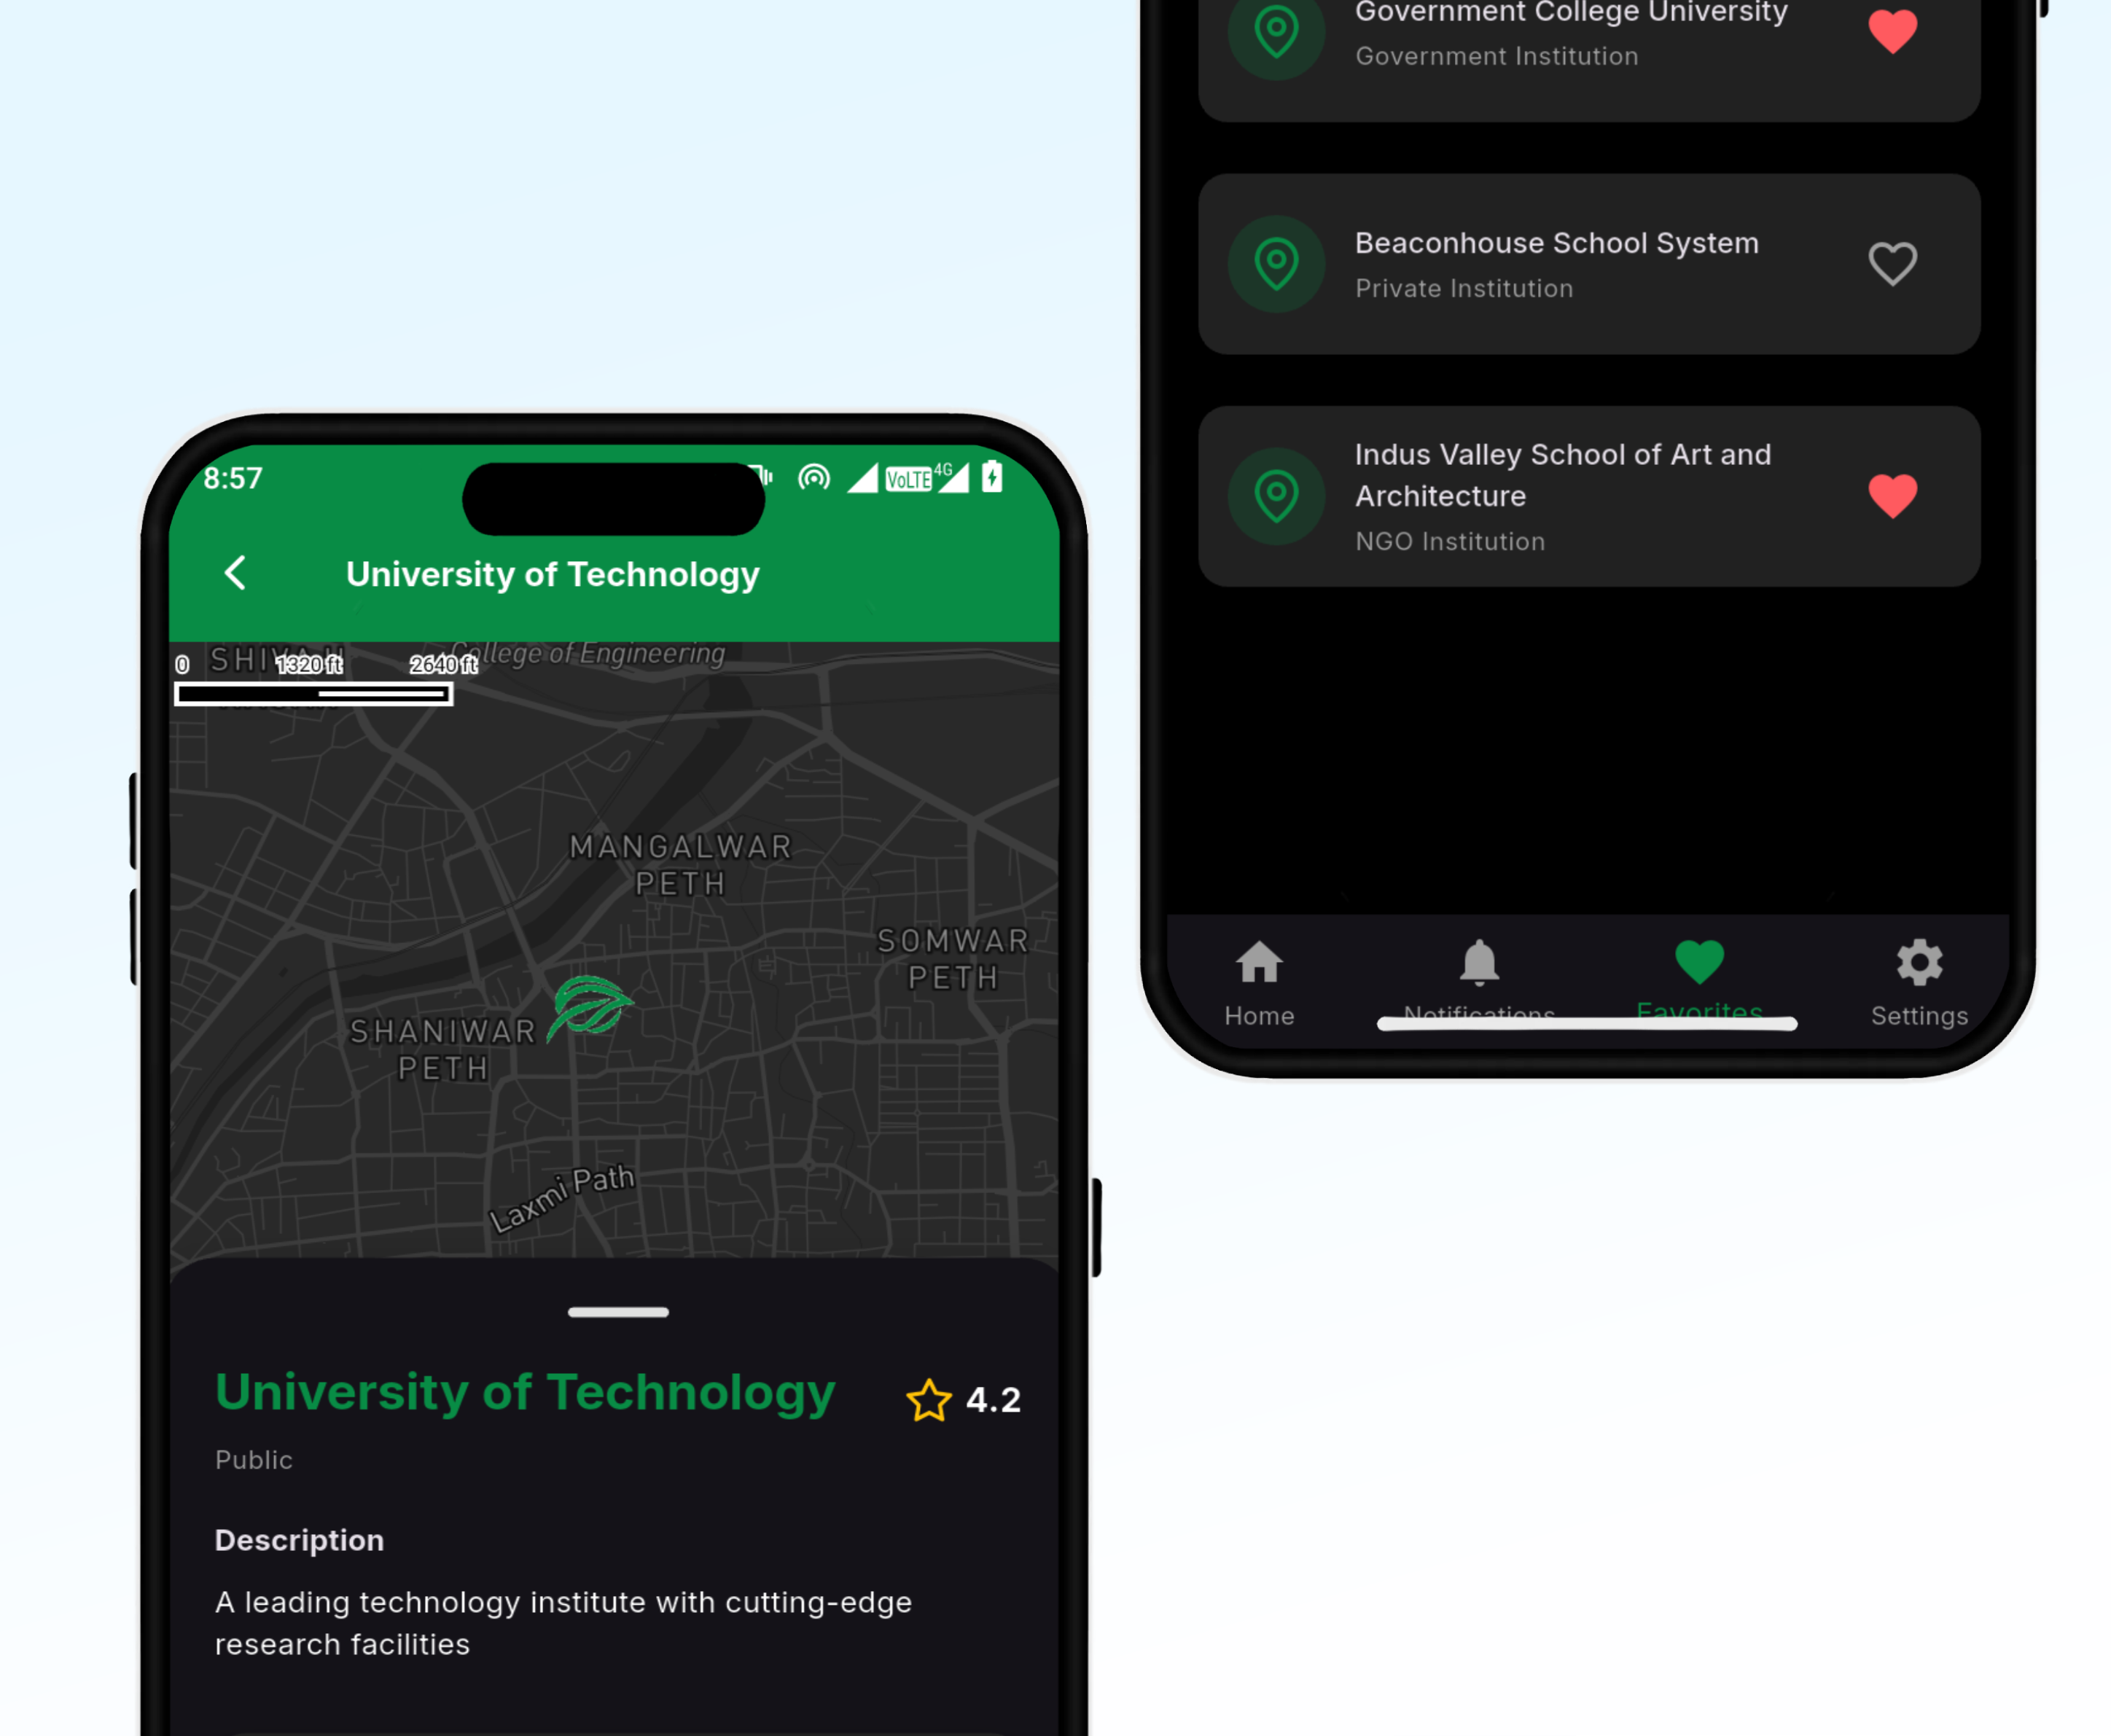 Government College University
Government Institution
Beaconhouse School System
Private Institution
Indus Valley School of Art and
Architecture
NGO Institution
Home
Notifications
Favorites
Settings
8:57
VoLTE
4G
University of Technology
0
1320 ft
2640 ft
College of Engineering
MANGALWAR
PETH
SOMWAR
PETH
SHANIWAR
PETH
Laxmi Path
University of Technology
4.2
Public
Description
A leading technology institute with cutting-edge
research facilities